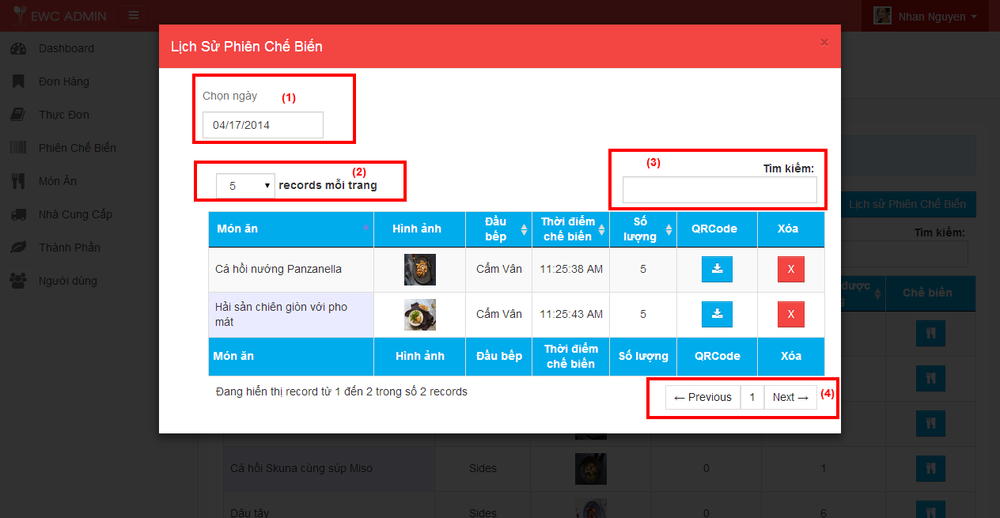 EWC ADMIN
Nhan Nguyen
Dashboard
Đơn Hàng
Thực Đơn
Phiên Chế Biến
Món Ăn
Nhà Cung Cấp
Thành Phần
Người dùng
Lịch Sử Phiên Chế Biến
×
Chọn ngày
(1)
04/17/2014
(2)
5 records mỗi trang
(3)
Tìm kiếm:
Món ăn Hình ảnh Đầu bếp Thời điểm chế biến Số lượng QRCode Xóa
Cá hồi nướng Panzanella Cẩm Vân 11:25:38 AM 5 X
Hải sản chiên giòn với pho mát Cẩm Vân 11:25:43 AM 5 X
Món ăn Hình ảnh Đầu bếp Thời điểm chế biến Số lượng QRCode Xóa
Đang hiển thị record từ 1 đến 2 trong số 2 records
← Previous 1 Next →
(4)
Lịch sử Phiên Chế Biến
Tìm kiếm:
được
Chế biến
Cá hồi Skuna cùng súp Miso Sides 0 1
Dâu tây Sides 0 6